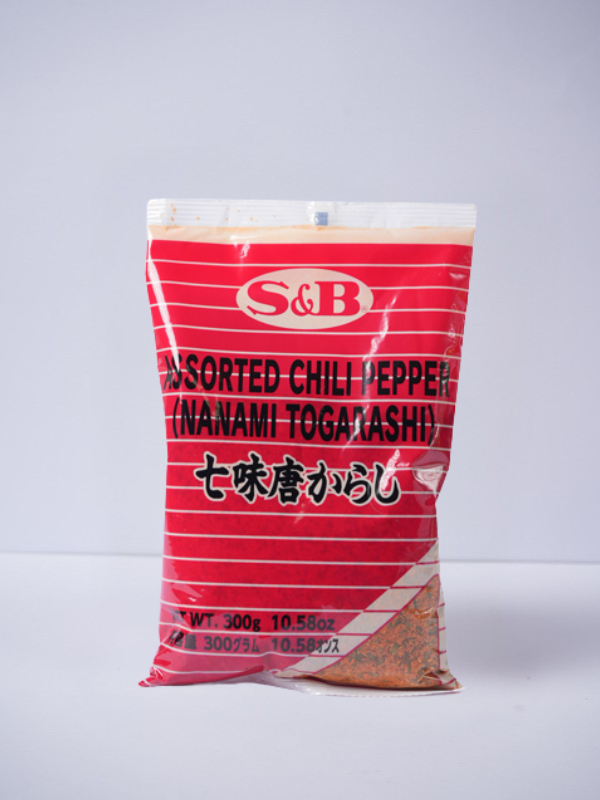 S&B
ASSORTED CHILI PEPPER
(NANAMI TOGARASHI)
七味唐からし
WT. 300g 10.58oz
300グラム 10.58オンス